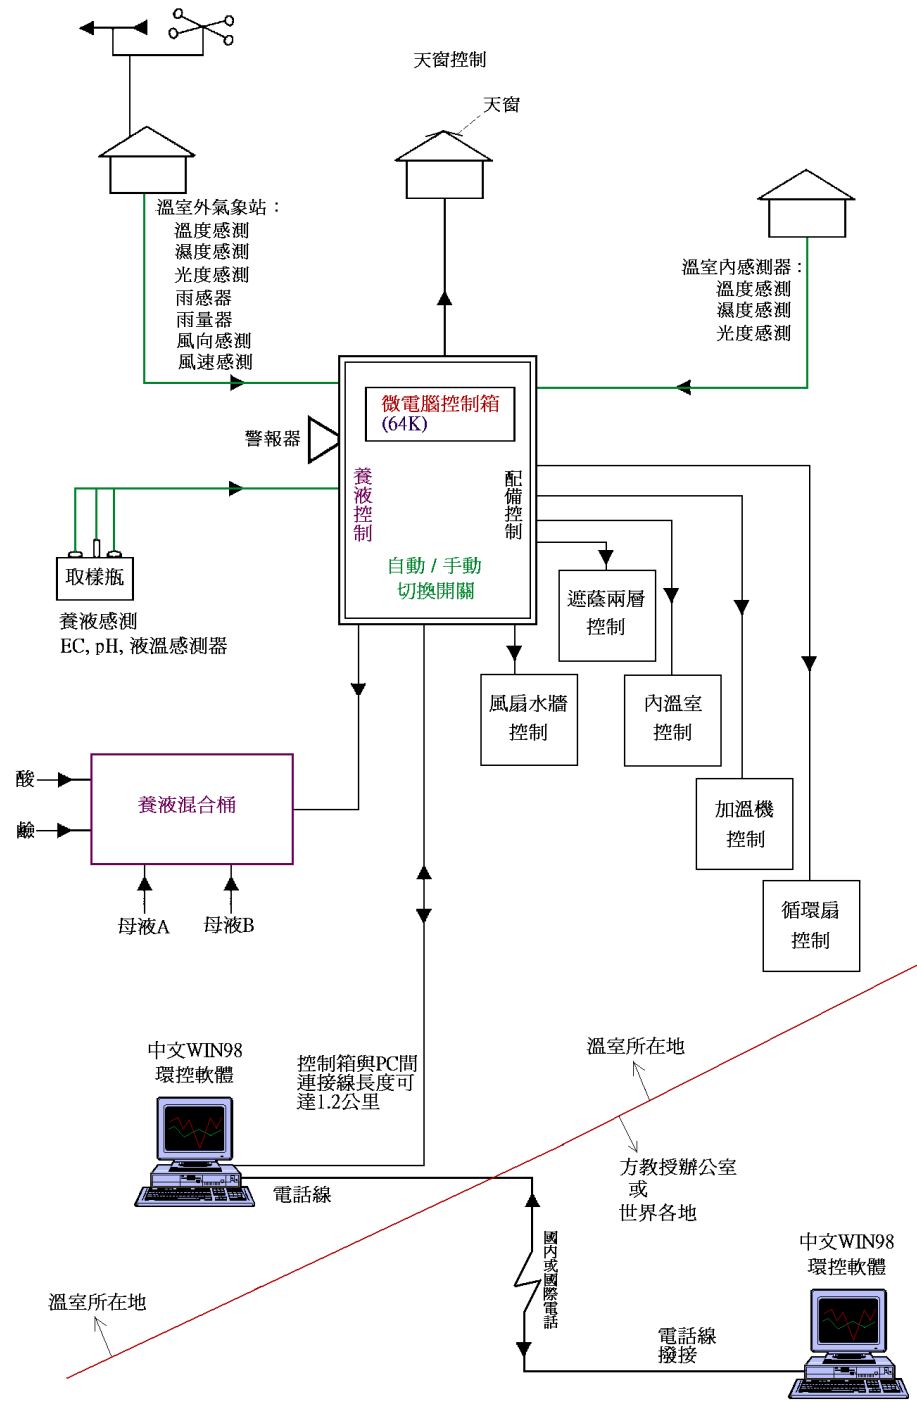 天窗控制
天窗
溫室外氣象站：
溫度感測
濕度感測
光度感測
雨感器
雨量器
風向感測
風速感測
溫室內感測器：
溫度感測
濕度感測
光度感測
微電腦控制箱
(64K)
警報器
養液控制
配備控制
自動 / 手動
切換開關
取樣瓶
養液感測
EC, pH, 液溫感測器
遮蔭兩層
控制
風扇水牆
控制
內溫室
控制
加溫機
控制
循環扇
控制
酸
鹼
養液混合桶
母液A
母液B
中文WIN98
環控軟體
控制箱與PC間
連接線長度可
達1.2公里
溫室所在地
方教授辦公室
或
世界各地
電話線
國內或國際電話
中文WIN98
環控軟體
溫室所在地
電話線
撥接